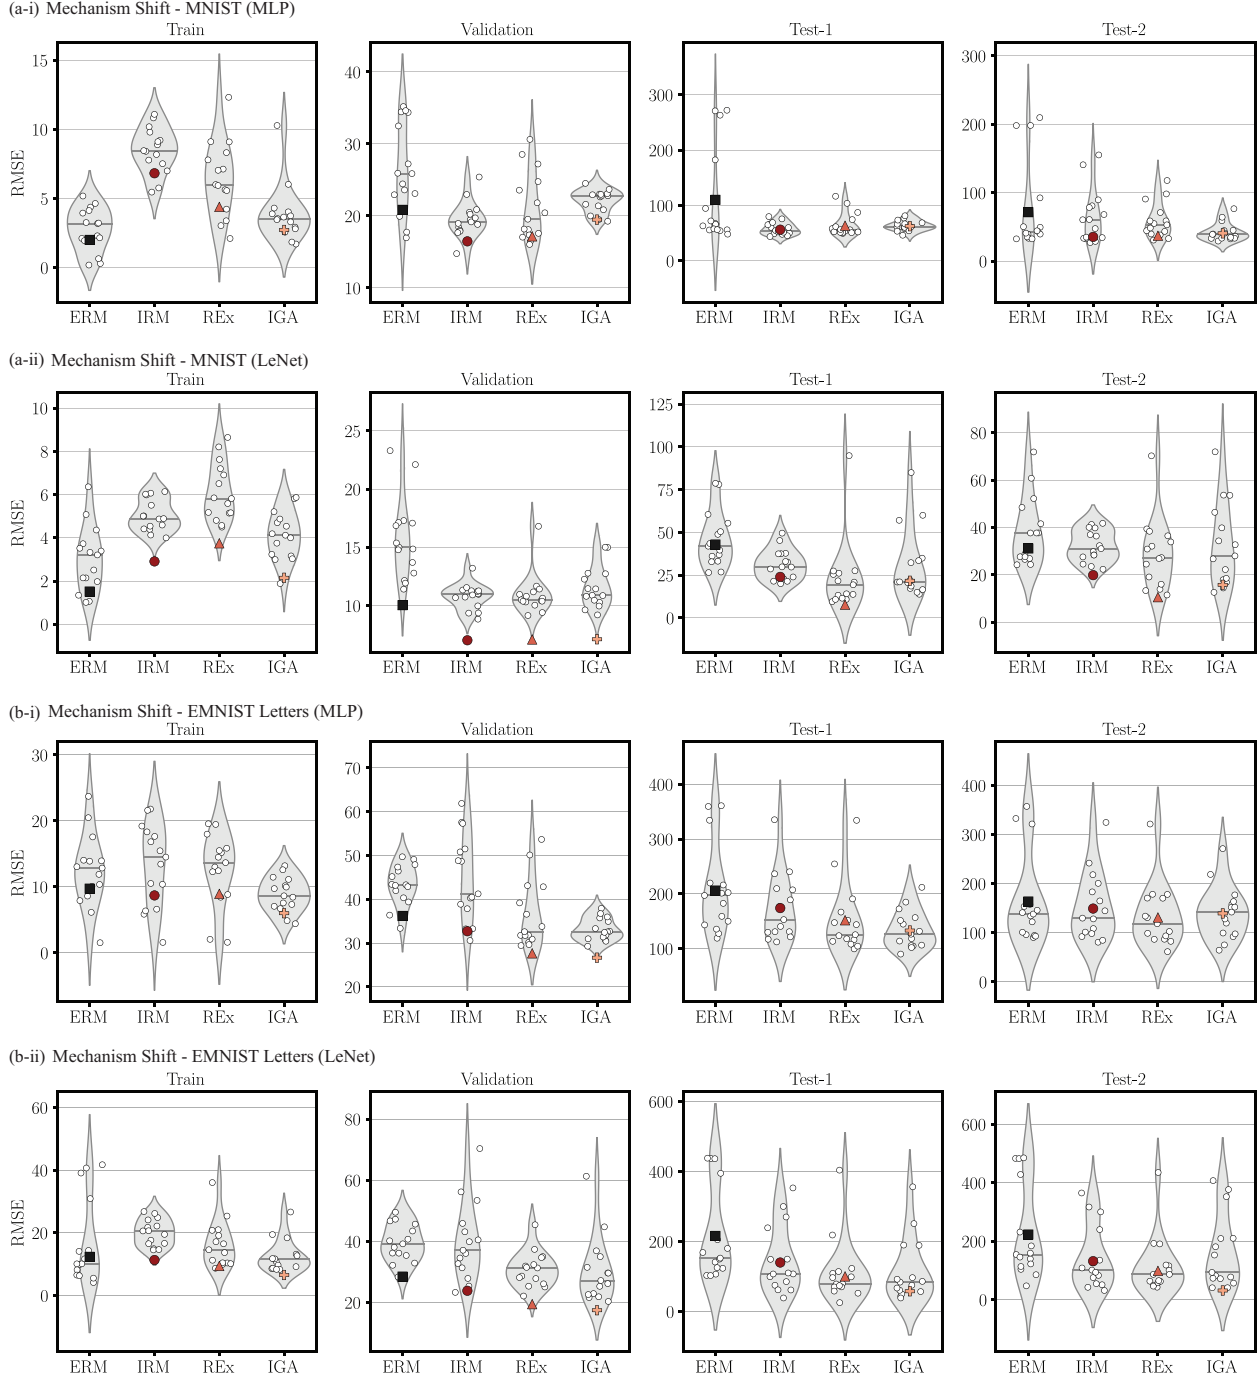 (a-i) Mechanism Shift - MNIST (MLP)
Train Validation Test-1 Test-2
RMSE
15
10
5
0
ERM IRM REx IGA
40
30
20
10
ERM IRM REx IGA
300
200
100
0
ERM IRM REx IGA
300
200
100
0
ERM IRM REx IGA
(a-ii) Mechanism Shift - MNIST (LeNet)
Train Validation Test-1 Test-2
RMSE
10
8
6
4
2
0
ERM IRM REx IGA
25
20
15
10
ERM IRM REx IGA
125
100
75
50
25
0
ERM IRM REx IGA
80
60
40
20
0
ERM IRM REx IGA
(b-i) Mechanism Shift - EMNIST Letters (MLP)
Train Validation Test-1 Test-2
RMSE
30
20
10
0
ERM IRM REx IGA
70
60
50
40
30
20
ERM IRM REx IGA
400
300
200
100
ERM IRM REx IGA
400
300
200
100
0
ERM IRM REx IGA
(b-ii) Mechanism Shift - EMNIST Letters (LeNet)
Train Validation Test-1 Test-2
RMSE
60
40
20
0
ERM IRM REx IGA
80
60
40
20
ERM IRM REx IGA
600
400
200
0
ERM IRM REx IGA
600
400
200
0
ERM IRM REx IGA